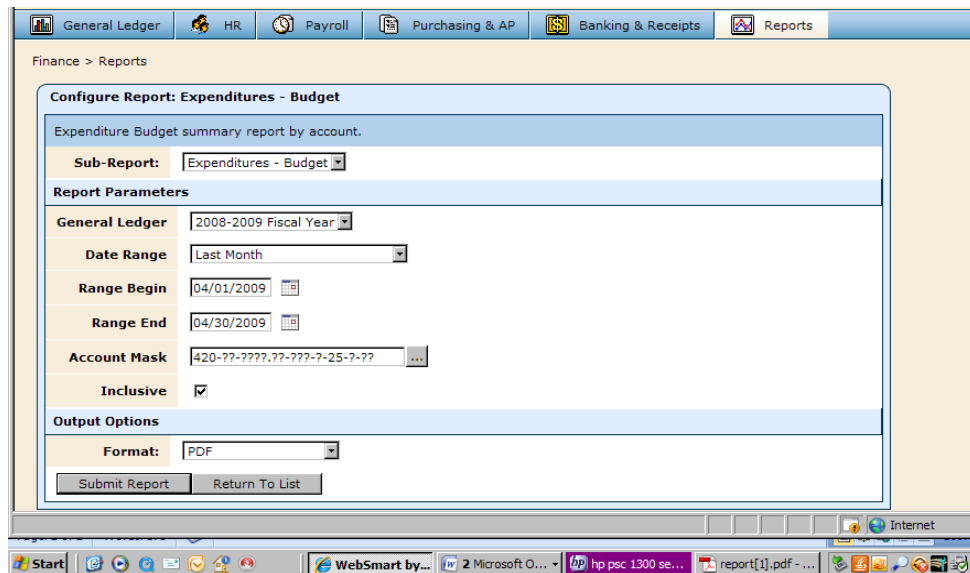 General Ledger HR Payroll Purchasing & AP Banking & Receipts Reports
Finance > Reports
Configure Report: Expenditures - Budget
Expenditure Budget summary report by account.
Sub-Report: Expenditures - Budget
Report Parameters
General Ledger 2008-2009 Fiscal Year
Date Range Last Month
Range Begin 04/01/2009
Range End 04/30/2009
Account Mask 420-??-????.??-???-?-25-?-?? ...
Inclusive
Output Options
Format: PDF
Submit Report Return To List
Internet
Start WebSmart by... 2 Microsoft O... hp psc 1300 se... report[1].pdf - ...